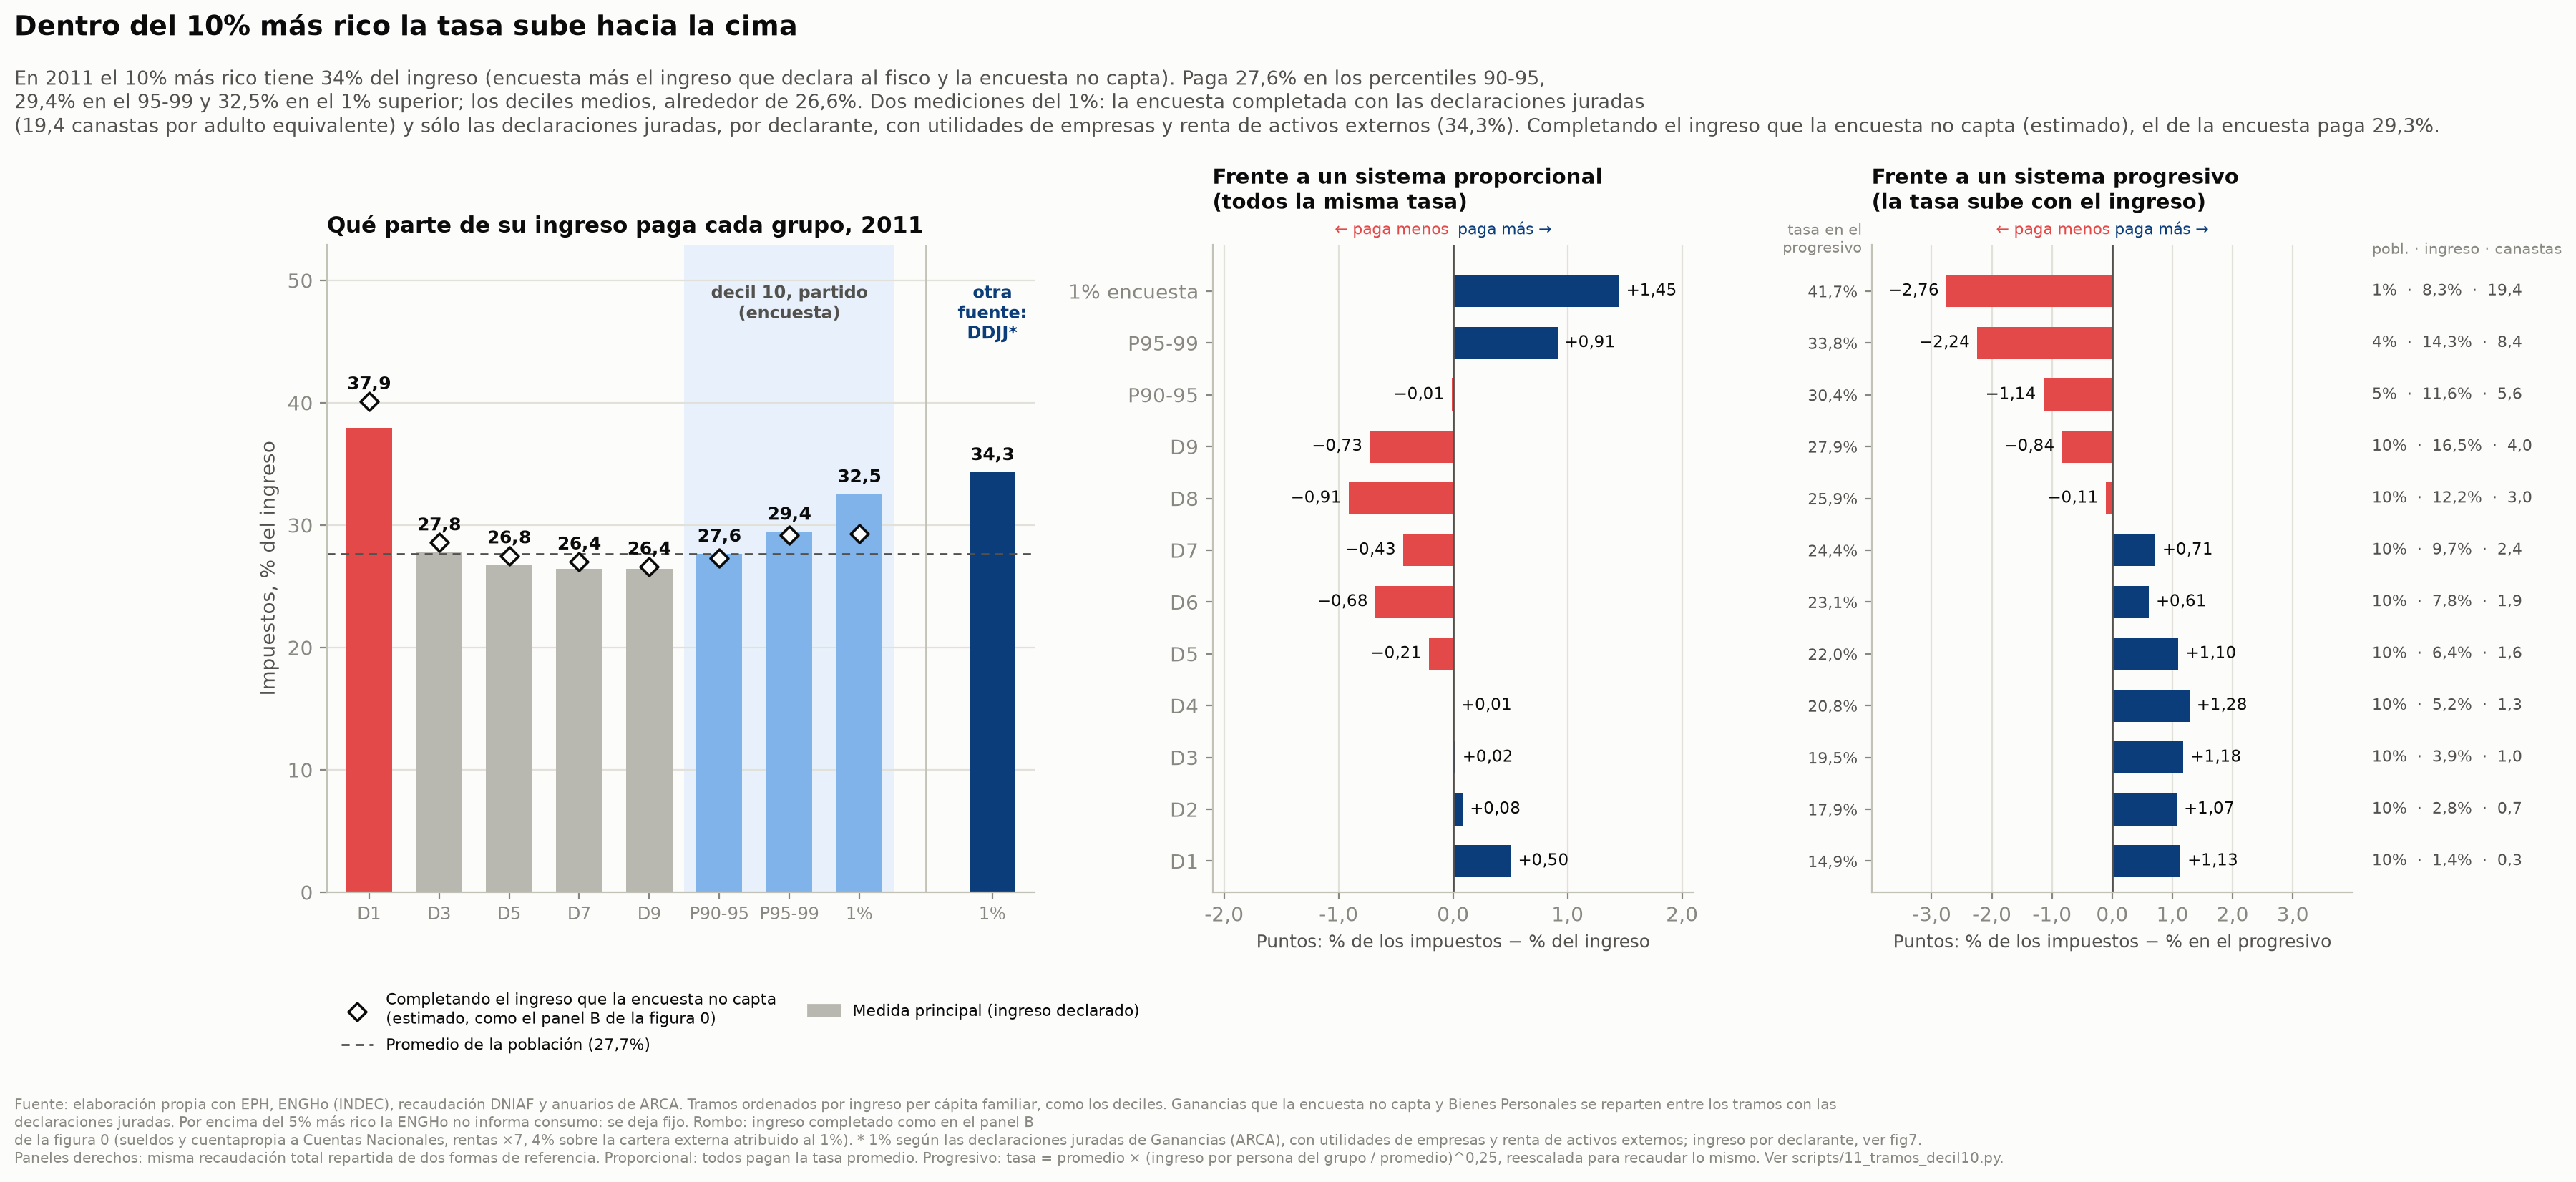 Dentro del 10% más rico la tasa sube hacia la cima
En 2011 el 10% más rico tiene 34% del ingreso (encuesta más el ingreso que declara al fisco y la encuesta no capta). Paga 27,6% en los percentiles 90-95,
29,4% en el 95-99 y 32,5% en el 1% superior; los deciles medios, alrededor de 26,6%. Dos mediciones del 1%: la encuesta completada con las declaraciones juradas
(19,4 canastas por adulto equivalente) y sólo las declaraciones juradas, por declarante, con utilidades de empresas y renta de activos externos (34,3%). Completando el ingreso que la encuesta no capta (estimado), el de la encuesta paga 29,3%.
Qué parte de su ingreso paga cada grupo, 2011
Impuestos, % del ingreso
50
40
30
20
10
0
decil 10, partido
(encuesta)
otra
fuente:
DDJJ*
37,9
27,8
26,8
26,4
26,4
27,6
29,4
32,5
34,3
D1
D3
D5
D7
D9
P90-95
P95-99
1%
1%
Completando el ingreso que la encuesta no capta
(estimado, como el panel B de la figura 0)
Promedio de la población (27,7%)
Medida principal (ingreso declarado)
Frente a un sistema proporcional
(todos la misma tasa)
← paga menos paga más →
1% encuesta +1,45
P95-99 +0,91
P90-95 −0,01
D9 −0,73
D8 −0,91
D7 −0,43
D6 −0,68
D5 −0,21
D4 +0,01
D3 +0,02
D2 +0,08
D1 +0,50
-2,0 -1,0 0,0 1,0 2,0
Puntos: % de los impuestos − % del ingreso
Frente a un sistema progresivo
(la tasa sube con el ingreso)
← paga menos paga más →
tasa en el
progresivo
pobl. · ingreso · canastas
41,7% −2,76 1% · 8,3% · 19,4
33,8% −2,24 4% · 14,3% · 8,4
30,4% −1,14 5% · 11,6% · 5,6
27,9% −0,84 10% · 16,5% · 4,0
25,9% −0,11 10% · 12,2% · 3,0
24,4% +0,71 10% · 9,7% · 2,4
23,1% +0,61 10% · 7,8% · 1,9
22,0% +1,10 10% · 6,4% · 1,6
20,8% +1,28 10% · 5,2% · 1,3
19,5% +1,18 10% · 3,9% · 1,0
17,9% +1,07 10% · 2,8% · 0,7
14,9% +1,13 10% · 1,4% · 0,3
-3,0 -2,0 -1,0 0,0 1,0 2,0 3,0
Puntos: % de los impuestos − % en el progresivo
Fuente: elaboración propia con EPH, ENGHo (INDEC), recaudación DNIAF y anuarios de ARCA. Tramos ordenados por ingreso per cápita familiar, como los deciles. Ganancias que la encuesta no capta y Bienes Personales se reparten entre los tramos con las
declaraciones juradas. Por encima del 5% más rico la ENGHo no informa consumo: se deja fijo. Rombo: ingreso completado como en el panel B
de la figura 0 (sueldos y cuentapropia a Cuentas Nacionales, rentas ×7, 4% sobre la cartera externa atribuido al 1%). * 1% según las declaraciones juradas de Ganancias (ARCA), con utilidades de empresas y renta de activos externos; ingreso por declarante, ver fig7.
Paneles derechos: misma recaudación total repartida de dos formas de referencia. Proporcional: todos pagan la tasa promedio. Progresivo: tasa = promedio × (ingreso por persona del grupo / promedio)^0,25, reescalada para recaudar lo mismo. Ver scripts/11_tramos_decil10.py.